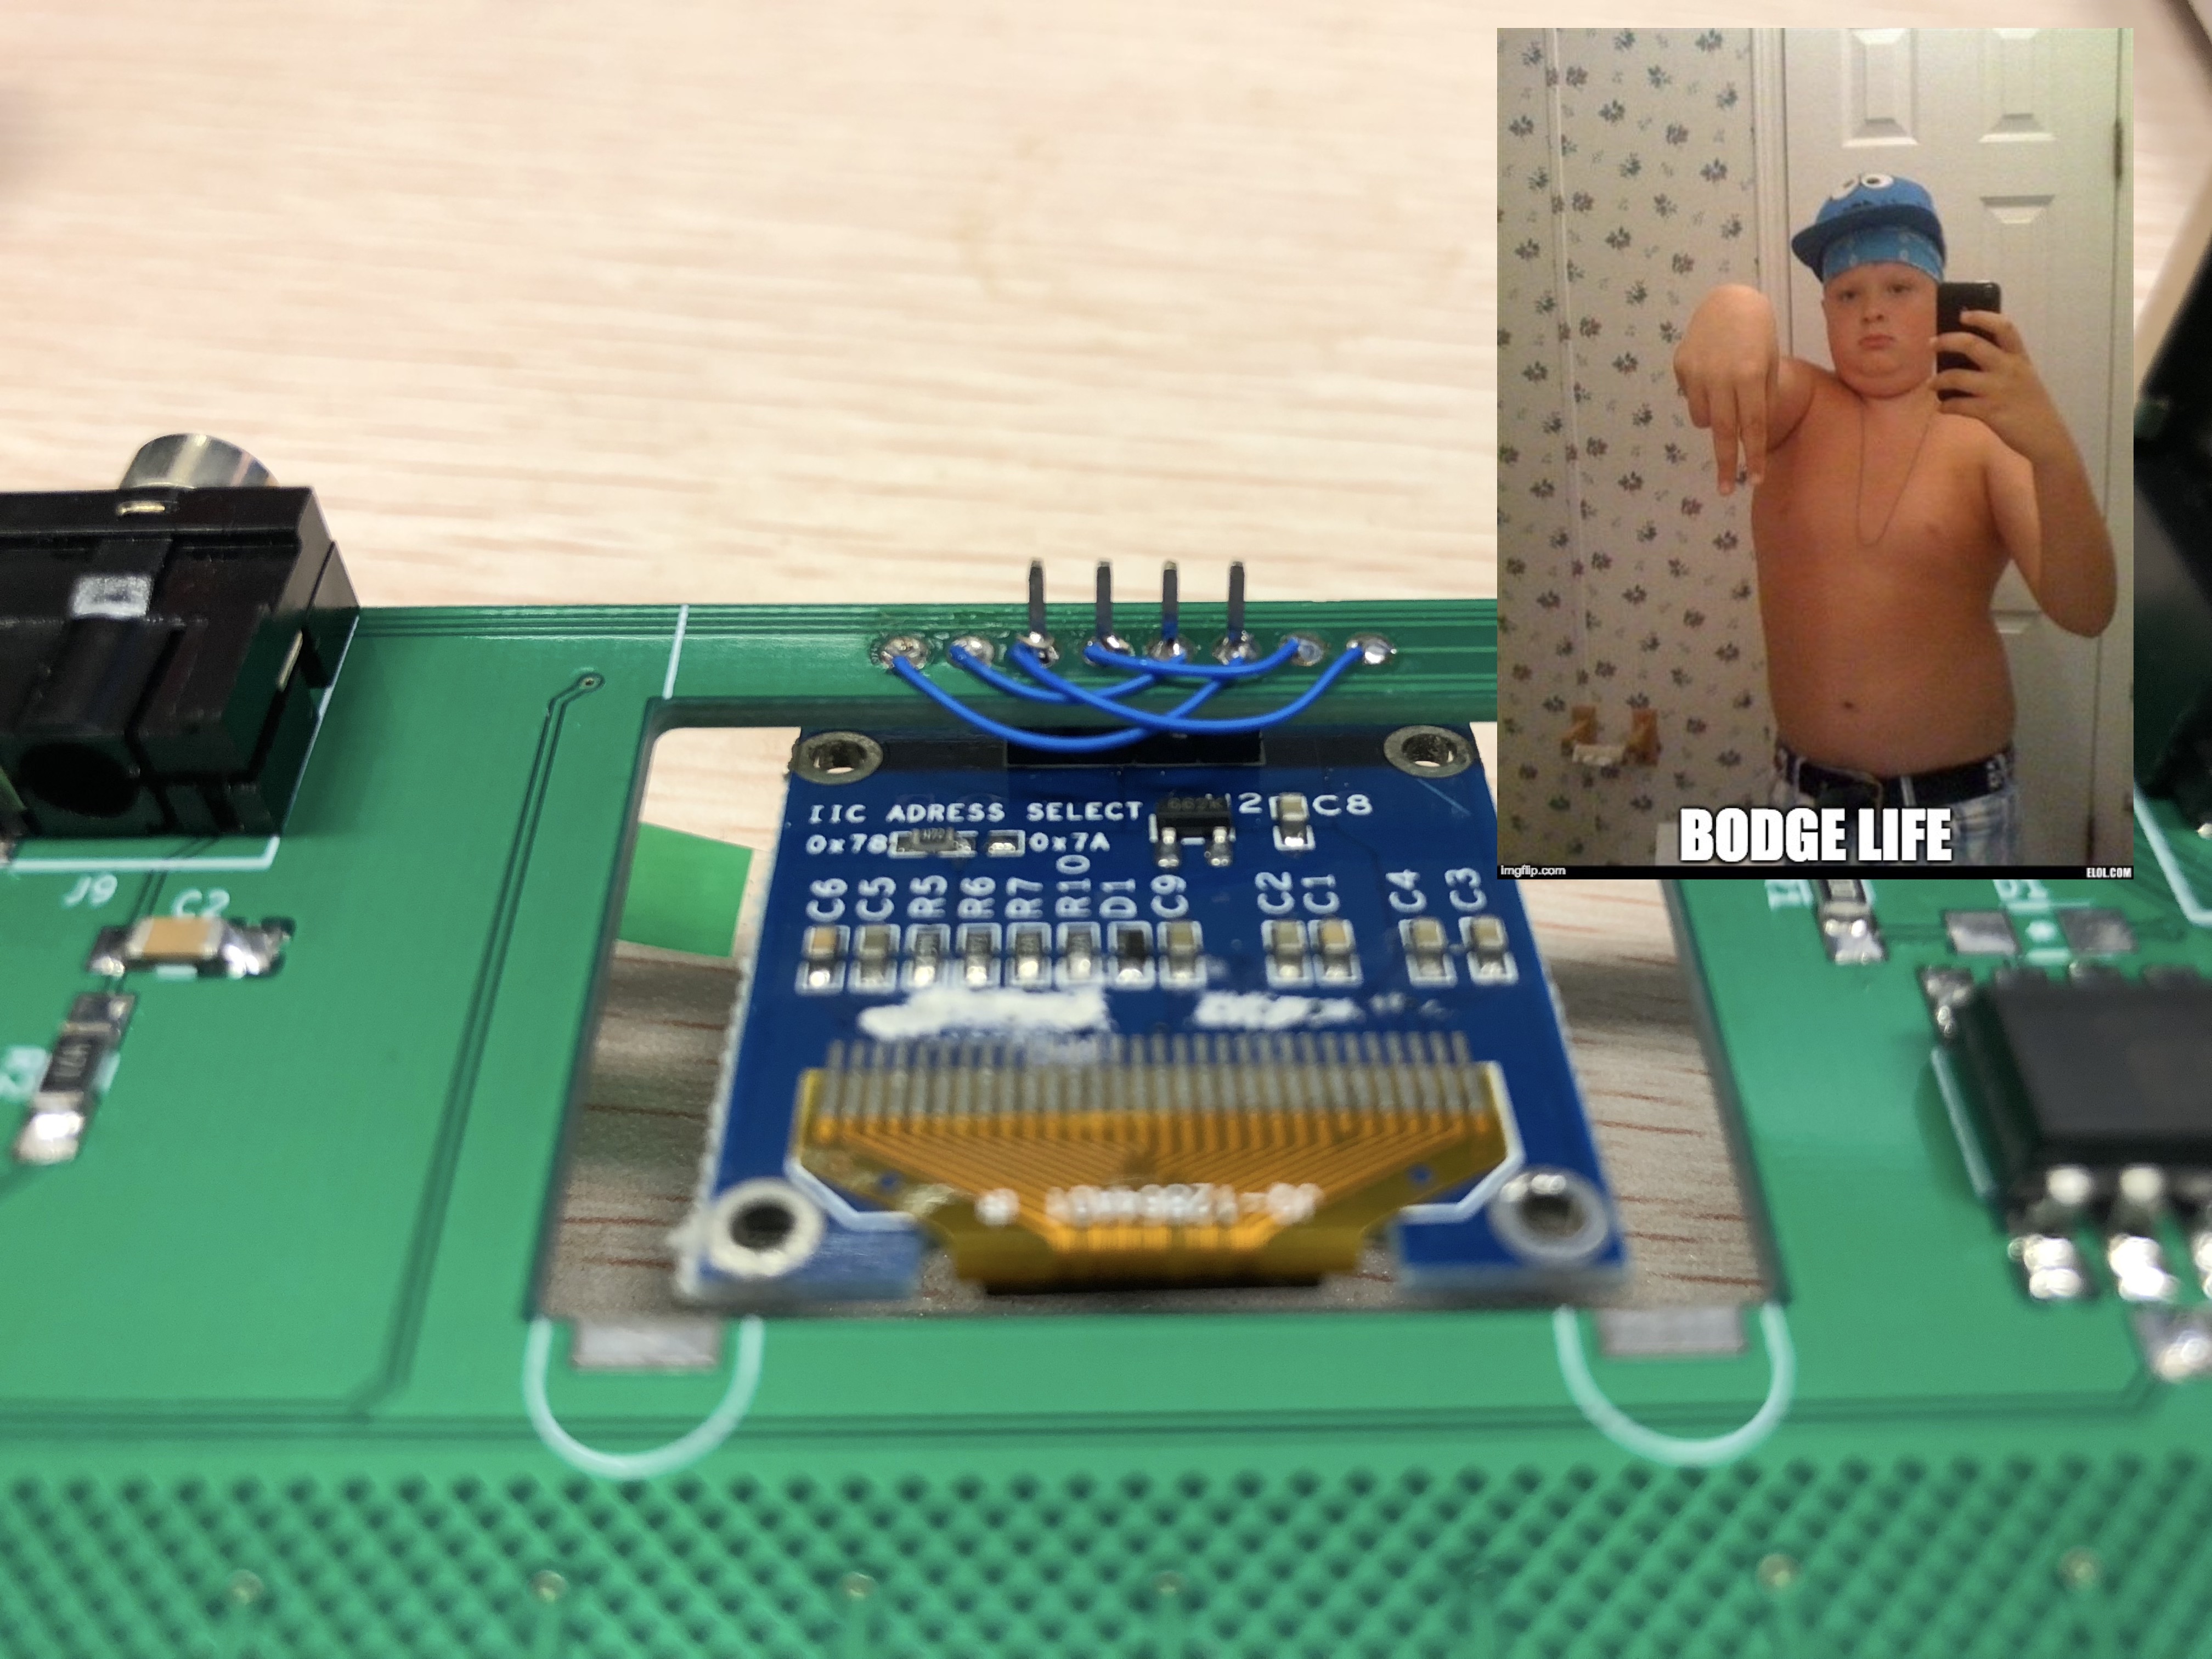 BODGE LIFE
imgflip.com
ELOL.COM
IIC ADRESS SELECT
0x78 0x7A
2 C8
C6 C5 R5 R6 R7 R10 D1 C9 C2 C1 C4 C3
J9
C2